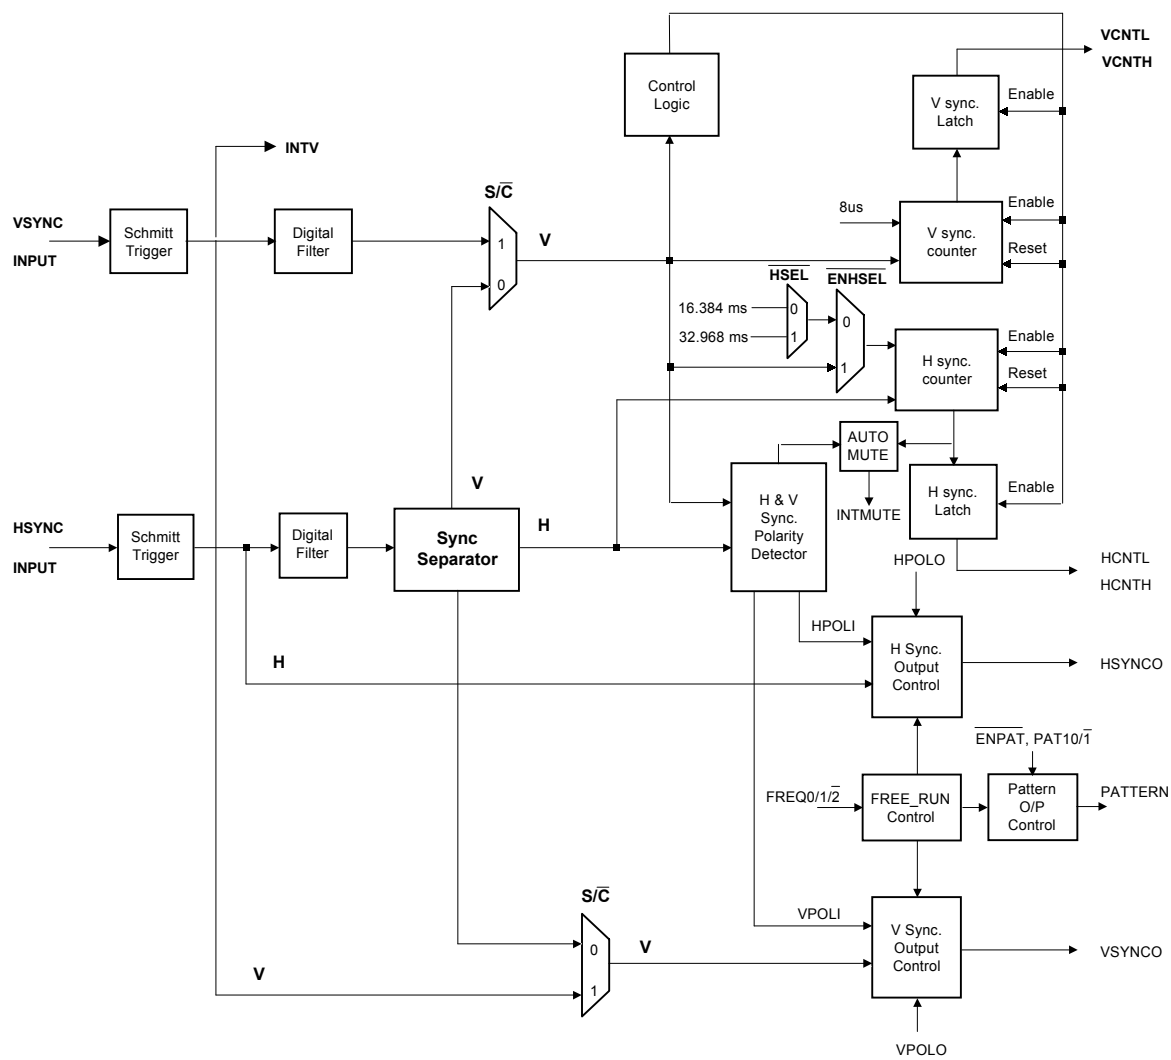 VCNTL
VCNTH
Control
Logic
V sync.
Latch
Enable
INTV
S/C̅
VSYNC
INPUT
Schmitt
Trigger
Digital
Filter
1
0
V
8us
V sync.
counter
Enable
Reset
H̅S̅E̅L̅
E̅N̅H̅S̅E̅L̅
16.384 ms
32.968 ms
0
1
0
1
H sync.
counter
Enable
Reset
AUTO
MUTE
INTMUTE
H sync.
Latch
Enable
V
H & V
Sync.
Polarity
Detector
HSYNC
INPUT
Schmitt
Trigger
Digital
Filter
Sync
Separator
H
HPOLO
HCNTL
HCNTH
HPOLI
H
H Sync.
Output
Control
HSYNCO
E̅N̅P̅A̅T̅, PAT10/1̅
FREQ0/1/2̅
FREE_RUN
Control
Pattern
O/P
Control
PATTERN
S/C̅
0
1
V
V
VPOLI
V Sync.
Output
Control
VSYNCO
VPOLO